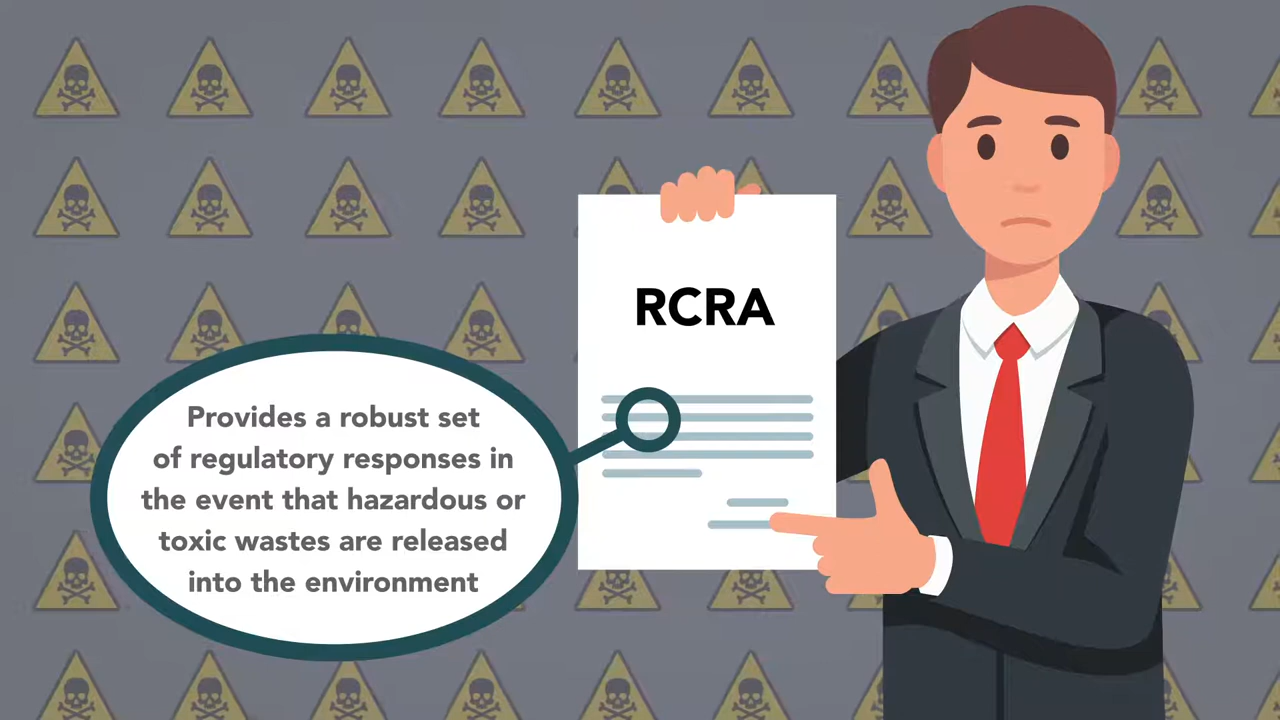 RCRA
Provides a robust set
of regulatory responses in
the event that hazardous or
toxic wastes are released
into the environment